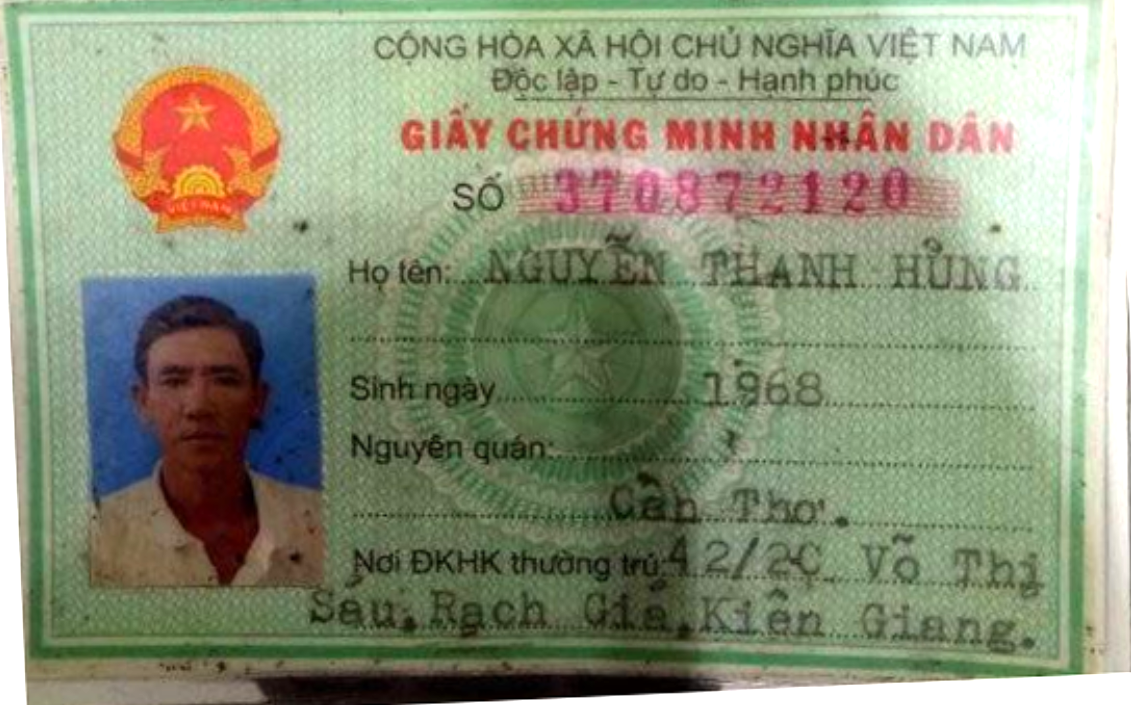 CỘNG HÒA XÃ HỘI CHỦ NGHĨA VIỆT NAM
Độc lập - Tự do - Hạnh phúc
GIẤY CHỨNG MINH NHÂN DÂN
SỐ 370872120
Họ tên: NGUYỄN THANH HÙNG
Sinh ngày 1968
Nguyên quán:
Cần Thơ.
Nơi ĐKHK thường trú 42/2C Võ Thị
Sáu, Rạch Giá, Kiên Giang.
VIỆT NAM